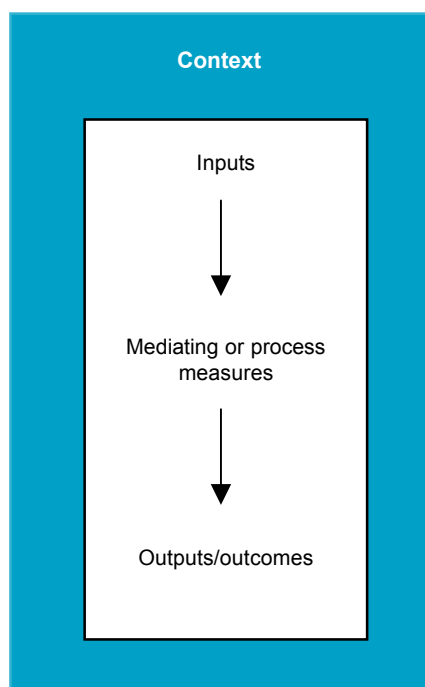 Context
Inputs
Mediating or process
measures
Outputs/outcomes